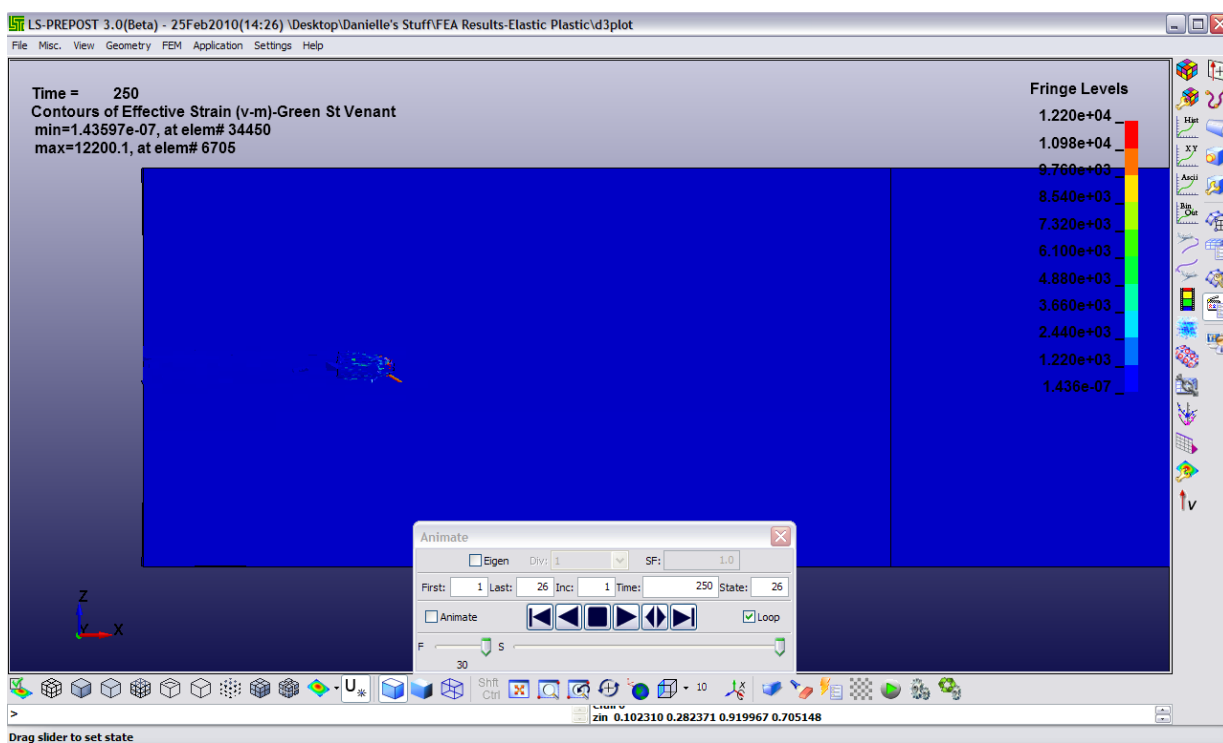 LS-PREPOST 3.0(Beta) - 25Feb2010(14:26) \Desktop\Danielle's Stuff\FEA Results-Elastic Plastic\d3plot
File Misc. View Geometry FEM Application Settings Help
Time = 250
Contours of Effective Strain (v-m)-Green St Venant
min=1.43597e-07, at elem# 34450
max=12200.1, at elem# 6705
Fringe Levels
1.220e+04
1.098e+04
9.760e+03
8.540e+03
7.320e+03
6.100e+03
4.880e+03
3.660e+03
2.440e+03
1.220e+03
1.436e-07
Hist
XY
Ascii
Bin Out
V
Z
Y X
Animate
Eigen Div: 1 SF: 1.0
First: 1 Last: 26 Inc: 1 Time: 250 State: 26
Animate Loop
F S
30
U*
Shft
Ctrl
10
>
zin 0.102310 0.282371 0.919967 0.705148
Drag slider to set state